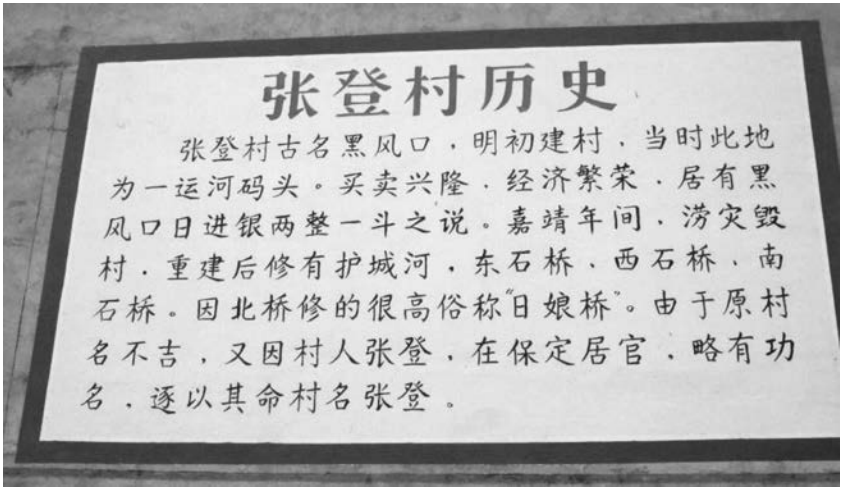 张登村历史
张登村古名黑风口，明初建村，当时此地
为一运河码头。买卖兴隆．经济繁荣．居有黑
风口日进银两整一斗之说。嘉靖年间，涝灾毁
村．重建后修有护城河，东石桥、西石桥、南
石桥。因北桥修的很高俗称"日娘桥"。由于原村
名不吉，又因村人张登，在保定居官，略有功
名．逐以其命村名张登。